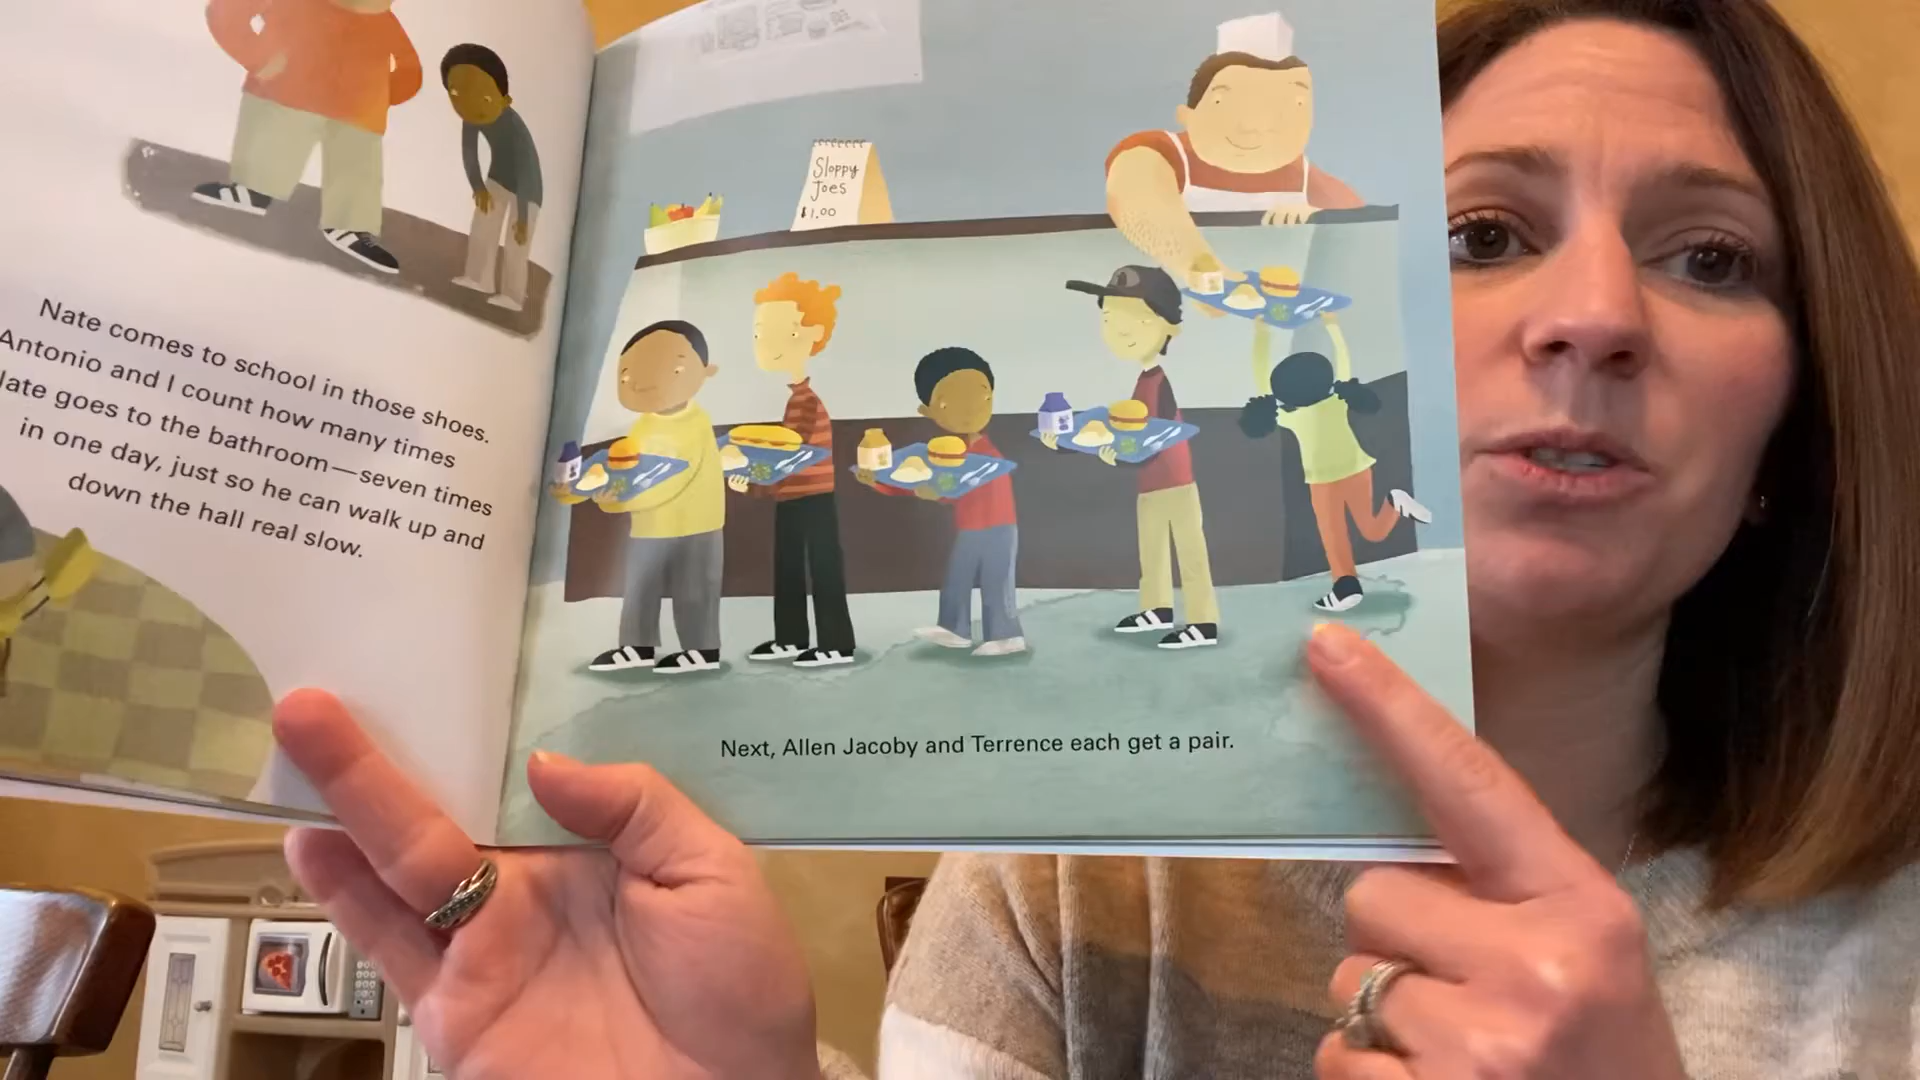 Sloppy
Joes
$1.00
Nate comes to school in those shoes.
Antonio and I count how many times
Nate goes to the bathroom—seven times
in one day, just so he can walk up and
down the hall real slow.
Next, Allen Jacoby and Terrence each get a pair.